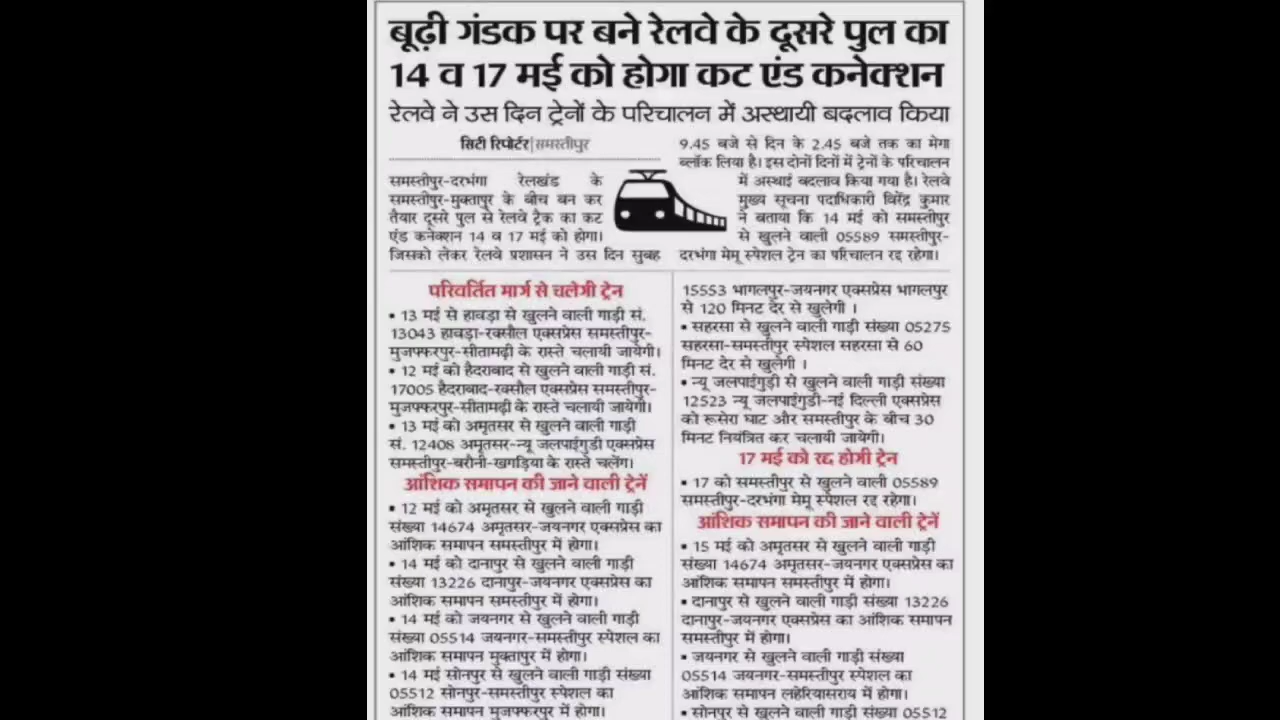 बूढ़ी गंडक पर बने रेलवे के दूसरे पुल का
14 व 17 मई को होगा कट एंड कनेक्शन
रेलवे ने उस दिन ट्रेनों के परिचालन में अस्थायी बदलाव किया
सिटी रिपोर्टर|समस्तीपुर
समस्तीपुर-दरभंगा रेलखंड के
समस्तीपुर-मुक्तापुर के बीच बन कर
तैयार दूसरे पुल से रेलवे ट्रैक का कट
एंड कनेक्शन 14 व 17 मई को होगा।
जिसको लेकर रेलवे प्रशासन ने उस दिन सुबह
9.45 बजे से दिन के 2.45 बजे तक का मेगा
ब्लॉक लिया है। इस दोनों दिनों में ट्रेनों के परिचालन
में अस्थाई बदलाव किया गया है। रेलवे
मुख्य सूचना पदाधिकारी विरेंद्र कुमार
ने बताया कि 14 मई को समस्तीपुर
से खुलने वाली 05589 समस्तीपुर-
दरभंगा मेमू स्पेशल ट्रेन का परिचालन रद्द रहेगा।
परिवर्तित मार्ग से चलेगी ट्रेन
• 13 मई से हावड़ा से खुलने वाली गाड़ी सं.
13043 हावड़ा-रक्सौल एक्सप्रेस समस्तीपुर-
मुजफ्फरपुर-सीतामढ़ी के रास्ते चलायी जायेगी।
• 12 मई को हैदराबाद से खुलने वाली गाड़ी सं.
17005 हैदराबाद-रक्सौल एक्सप्रेस समस्तीपुर-
मुजफ्फरपुर-सीतामढ़ी के रास्ते चलायी जायेगी।
• 13 मई को अमृतसर से खुलने वाली गाड़ी
सं. 12408 अमृतसर-न्यू जलपाईगुड़ी एक्सप्रेस
समस्तीपुर-बरौनी-खगड़िया के रास्ते चलेंग।
आंशिक समापन की जाने वाली ट्रेनें
• 12 मई को अमृतसर से खुलने वाली गाड़ी
संख्या 14674 अमृतसर-जयनगर एक्सप्रेस का
आंशिक समापन समस्तीपुर में होगा।
• 14 मई को दानापुर से खुलने वाली गाड़ी
संख्या 13226 दानापुर-जयनगर एक्सप्रेस का
आंशिक समापन समस्तीपुर में होगा।
• 14 मई को जयनगर से खुलने वाली गाड़ी
संख्या 05514 जयनगर-समस्तीपुर स्पेशल का
आंशिक समापन मुक्तापुर में होगा।
• 14 मई सोनपुर से खुलने वाली गाड़ी संख्या
05512 सोनपुर-समस्तीपुर स्पेशल का
आंशिक समापन मुजफ्फरपुर में होगा।
15553 भागलपुर-जयनगर एक्सप्रेस भागलपुर
से 120 मिनट देर से खुलेगी ।
• सहरसा से खुलने वाली गाड़ी संख्या 05275
सहरसा-समस्तीपुर स्पेशल सहरसा से 60
मिनट देर से खुलेगी ।
• न्यू जलपाईगुड़ी से खुलने वाली गाड़ी संख्या
12523 न्यू जलपाईगुड़ी-नई दिल्ली एक्सप्रेस
को रूसेरा घाट और समस्तीपुर के बीच 30
मिनट नियंत्रित कर चलायी जायेगी।
17 मई को रद्द होगी ट्रेन
• 17 को समस्तीपुर से खुलने वाली 05589
समस्तीपुर-दरभंगा मेमू स्पेशल रद्द रहेगा।
आंशिक समापन की जाने वाली ट्रेनें
• 15 मई को अमृतसर से खुलने वाली गाड़ी
संख्या 14674 अमृतसर-जयनगर एक्सप्रेस का
आंशिक समापन समस्तीपुर में होगा।
• दानापुर से खुलने वाली गाड़ी संख्या 13226
दानापुर-जयनगर एक्सप्रेस का आंशिक समापन
समस्तीपुर में होगा।
• जयनगर से खुलने वाली गाड़ी संख्या
05514 जयनगर-समस्तीपुर स्पेशल का
आंशिक समापन लहेरियासराय में होगा।
• सोनपुर से खुलने वाली गाड़ी संख्या 05512